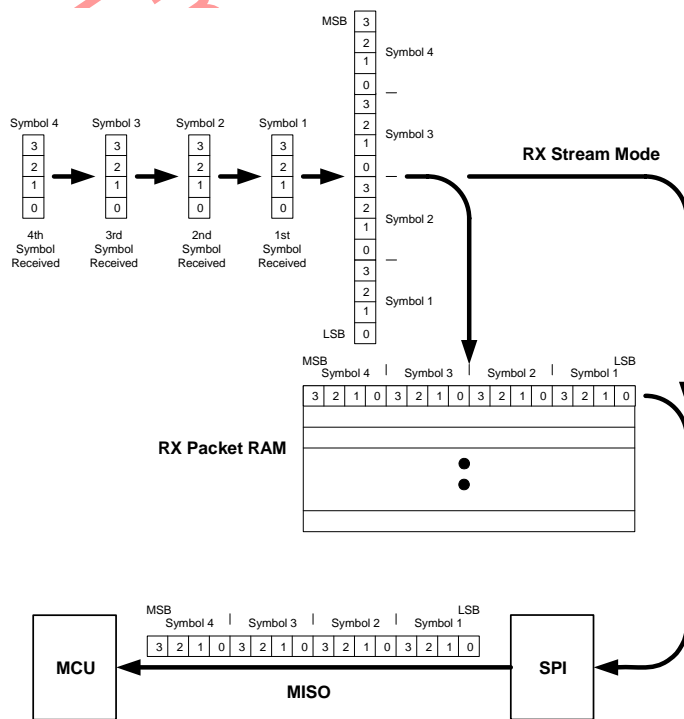 MSB
3
2
1
0
Symbol 4
3
2
1
0
Symbol 3
3
2
1
0
Symbol 2
3
2
1
0
Symbol 1
LSB
Symbol 4 Symbol 3 Symbol 2 Symbol 1
3 3 3 3
2 2 2 2
1 1 1 1
0 0 0 0
4th Symbol Received
3rd Symbol Received
2nd Symbol Received
1st Symbol Received
RX Stream Mode
MSB LSB
Symbol 4 Symbol 3 Symbol 2 Symbol 1
3 2 1 0 3 2 1 0 3 2 1 0 3 2 1 0
RX Packet RAM
MSB LSB
Symbol 4 Symbol 3 Symbol 2 Symbol 1
3 2 1 0 3 2 1 0 3 2 1 0 3 2 1 0
MCU
MISO
SPI